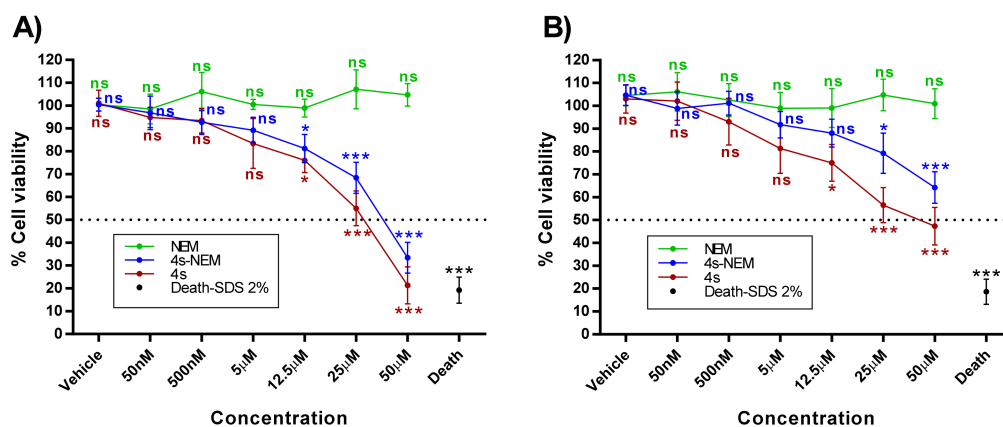 A)
% Cell viability
120
110
100
90
80
70
60
50
40
30
20
10
0
ns
ns
ns
ns
ns
ns
ns
ns
ns
ns
ns
*
***
***
ns
ns
ns
ns
*
***
***
***
NEM
4s-NEM
4s
Death-SDS 2%
Vehicle
50nM
500nM
5µM
12.5µM
25µM
50µM
Death
Concentration
B)
% Cell viability
120
110
100
90
80
70
60
50
40
30
20
10
0
ns
ns
ns
ns
ns
ns
ns
ns
ns
ns
ns
ns
*
***
ns
ns
ns
ns
*
***
***
***
NEM
4s-NEM
4s
Death-SDS 2%
Vehicle
50nM
500nM
5µM
12.5µM
25µM
50µM
Death
Concentration